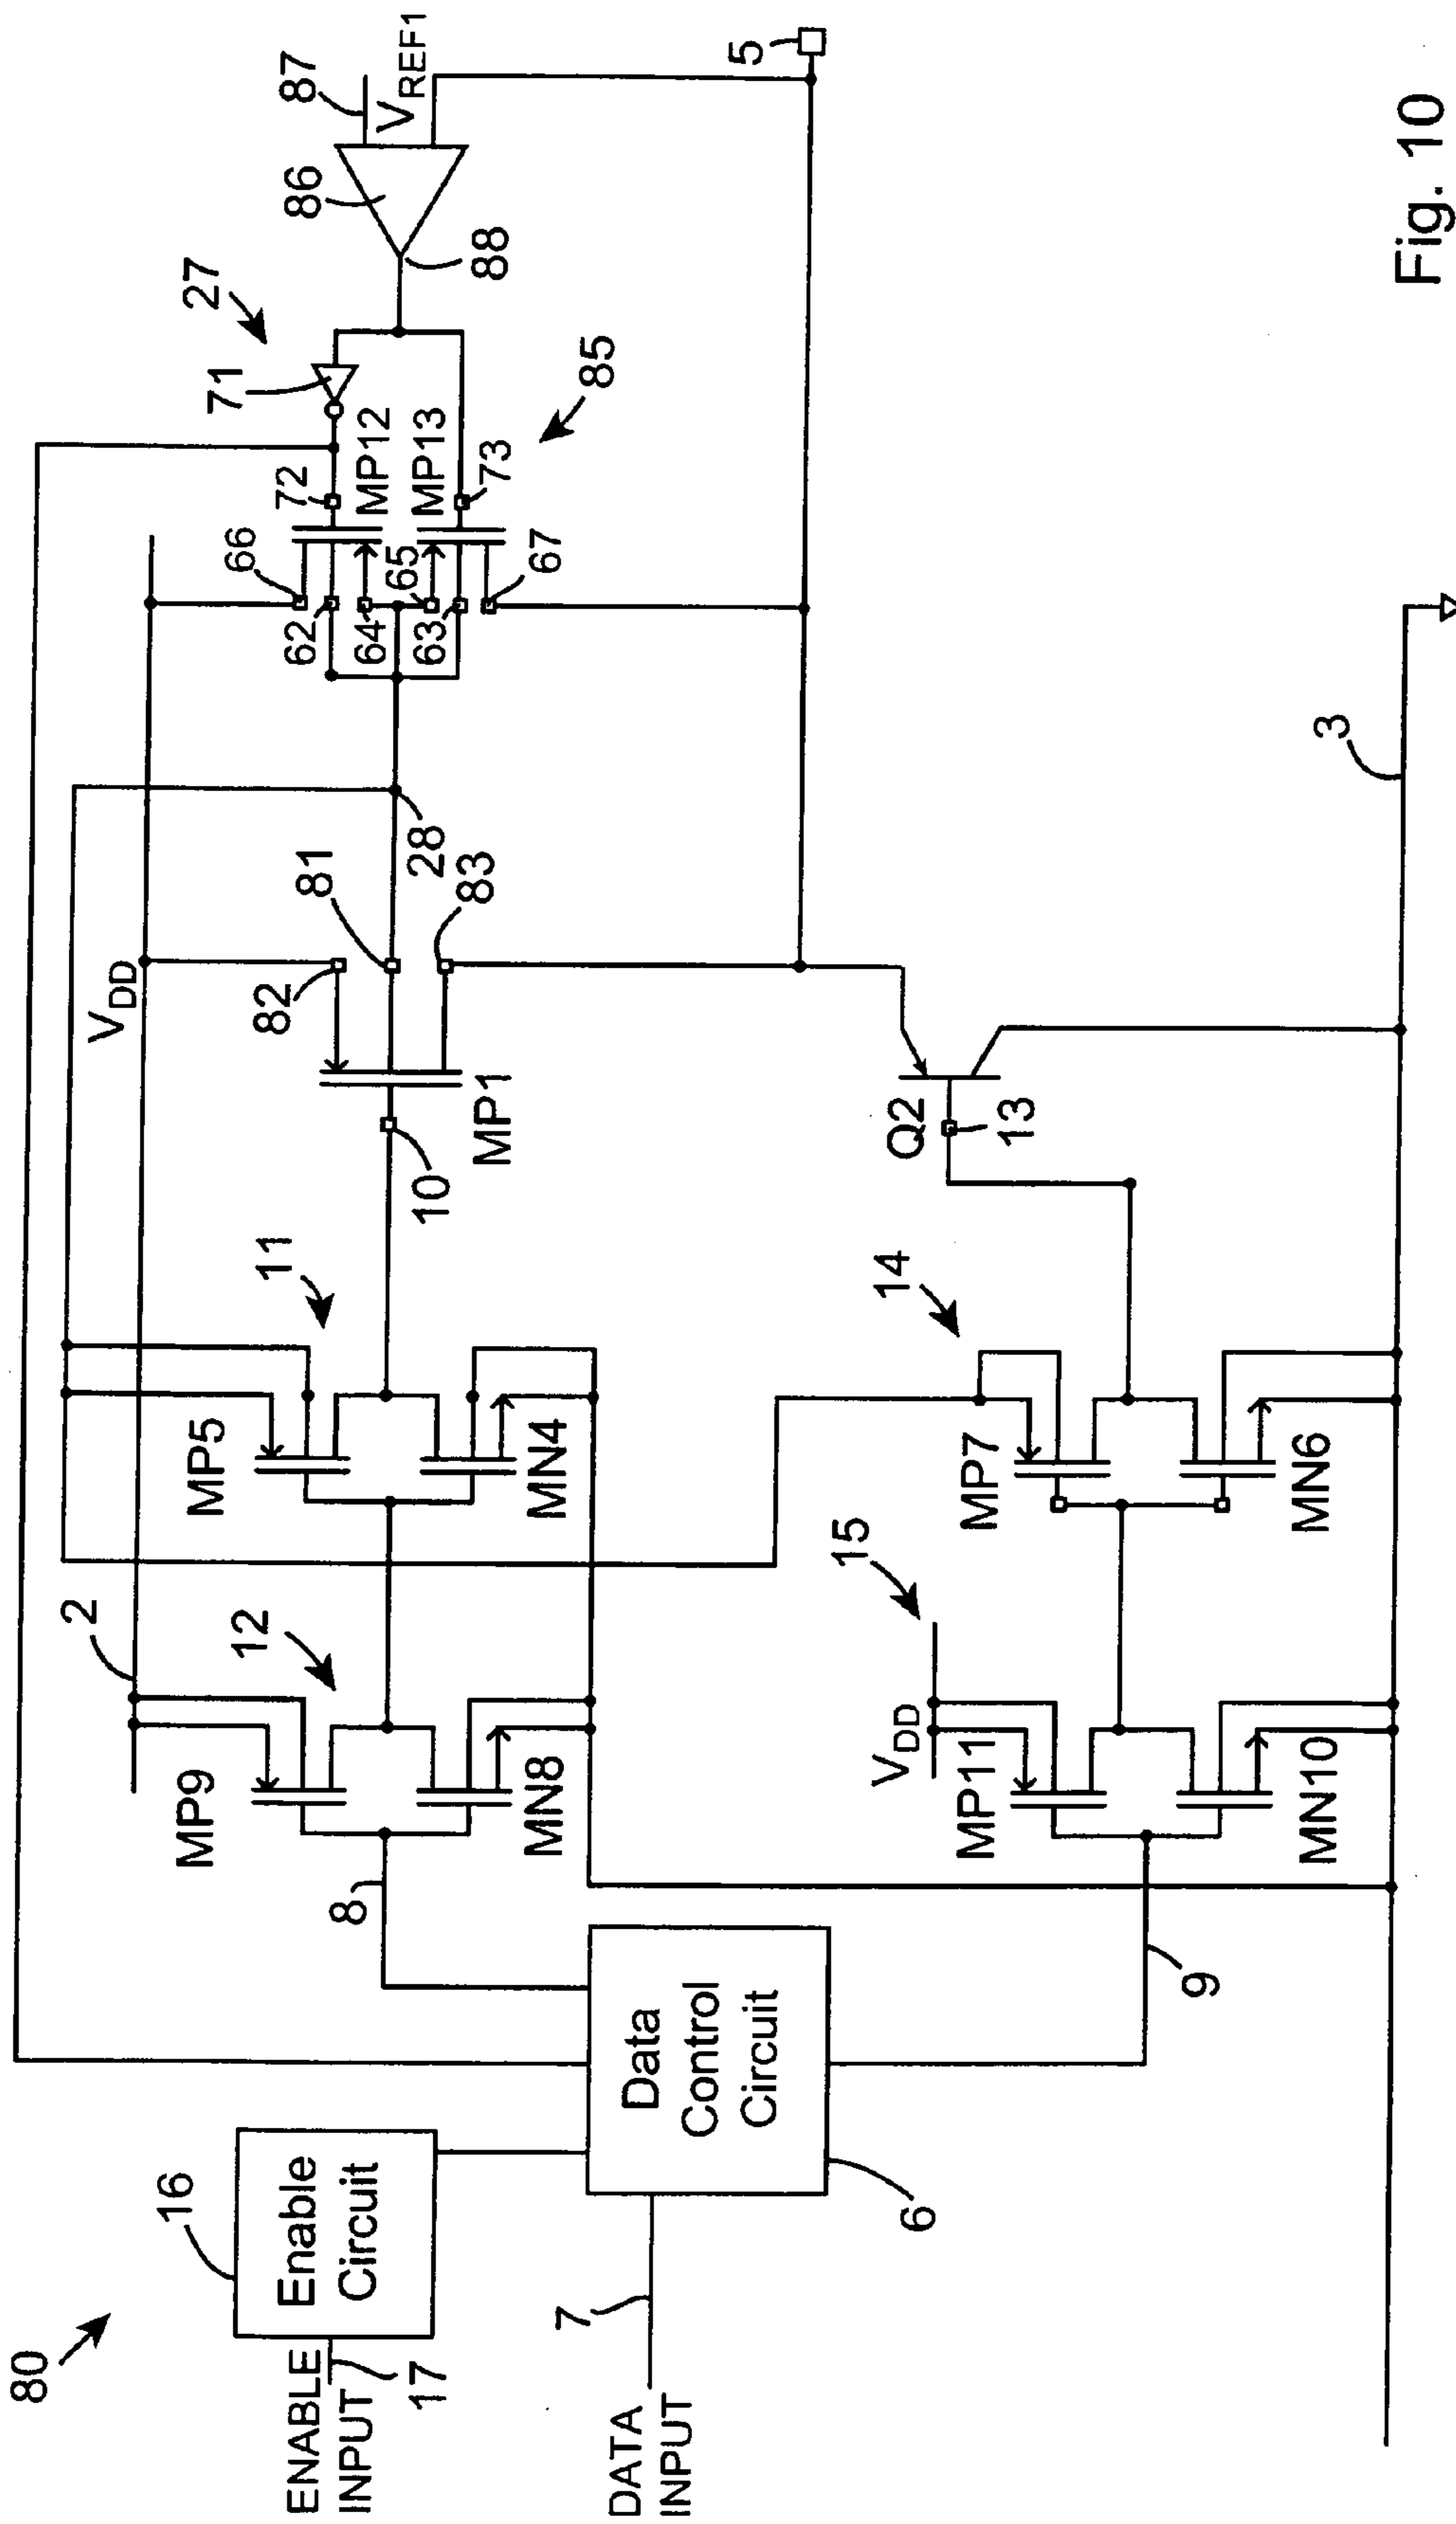 80
ENABLE
INPUT
17
16
Enable
Circuit
DATA
INPUT
7
Data
Control
Circuit
6
8
9
2
12
MP9
MN8
11
MP5
MN4
15
V_DD
MP11
MN10
14
MP7
MN6
V_DD
10
MP1
82
81
83
28
Q2
13
3
66
62
64
65
63
67
72
MP12
MP13
73
85
71
27
86
88
87
V_REF1
5
Fig. 10